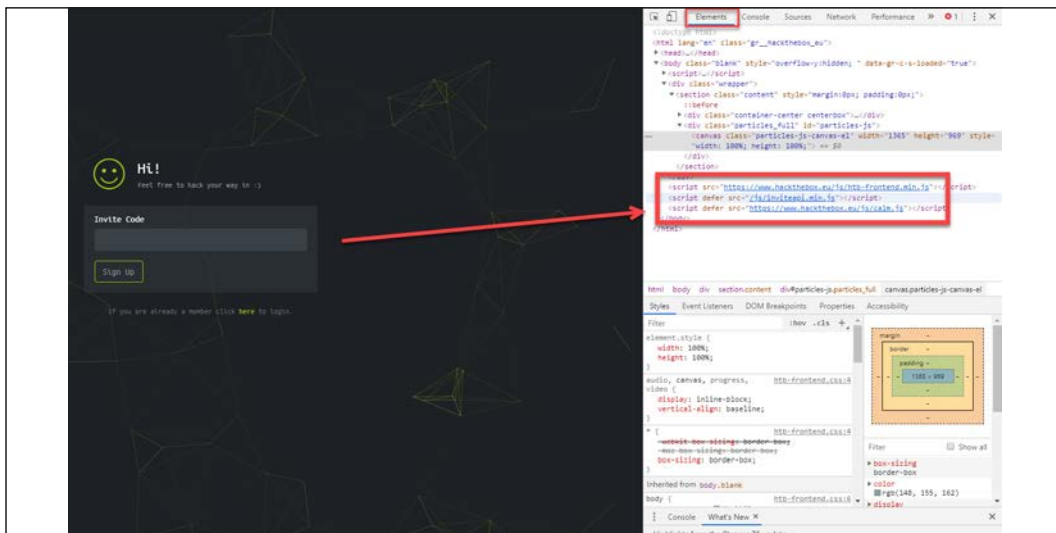 Hi!
Feel free to hack your way in :)
Invite Code
Sign Up
If you are already a member click here to login.
Elements Console Sources Network Performance » 1
<!doctype html>
<html lang="en" class="gr__hackthebox_eu">
<head>…</head>
<body class="blank" style="overflow-y:hidden; " data-gr-c-s-loaded="true">
<script>…</script>
<div class="wrapper">
<section class="content" style="margin:0px; padding:0px;">
::before
<div class="container-center centerbox">…</div>
<div class="particles_full" id="particles-js">
<canvas class="particles-js-canvas-el" width="1365" height="969" style=
"width: 100%; height: 100%;"> == $0
</div>
</section>
<script src="https://www.hackthebox.eu/js/htb-frontend.min.js"></script>
<script defer src="/js/inviteapi.min.js"></script>
<script defer src="https://www.hackthebox.eu/js/calm.js"></script>
</body>
</html>
html body div section.content div#particles-js.particles_full canvas.particles-js-canvas-el
Styles Event Listeners DOM Breakpoints Properties Accessibility
Filter :hov .cls +
element.style {
width: 100%;
height: 100%;
}
audio, canvas, progress, htb-frontend.css:4
video {
display: inline-block;
vertical-align: baseline;
}
* { htb-frontend.css:4
-webkit-box-sizing: border-box;
-moz-box-sizing: border-box;
box-sizing: border-box;
}
Inherited from body.blank
body { htb-frontend.css:6
margin -
border -
padding -
1365 × 969
Filter Show all
box-sizing
border-box
color
rgb(148, 155, 162)
display
Console What's New ×